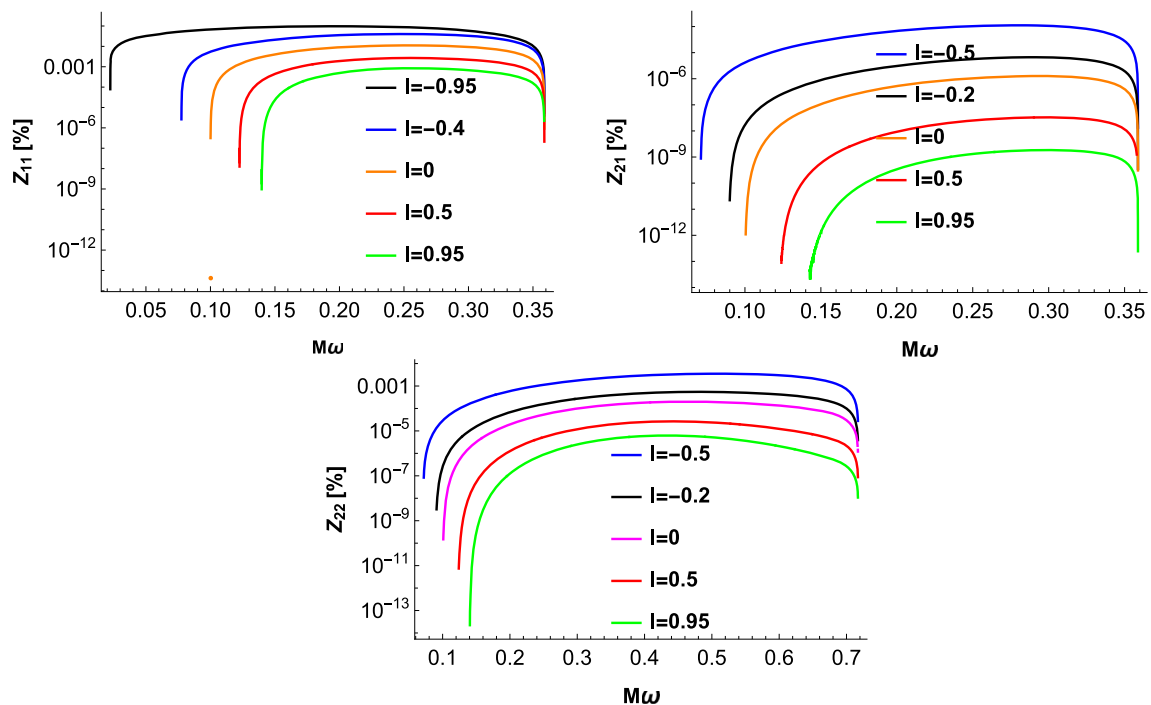 Z₁₁ [%]
0.001
10⁻⁶
10⁻⁹
10⁻¹²
l=−0.95
l=−0.4
l=0
l=0.5
l=0.95
0.05 0.10 0.15 0.20 0.25 0.30 0.35
Mω
Z₂₁ [%]
10⁻⁶
10⁻⁹
10⁻¹²
l=−0.5
l=−0.2
l=0
l=0.5
l=0.95
0.10 0.15 0.20 0.25 0.30 0.35
Mω
Z₂₂ [%]
0.001
10⁻⁵
10⁻⁷
10⁻⁹
10⁻¹¹
10⁻¹³
l=−0.5
l=−0.2
l=0
l=0.5
l=0.95
0.1 0.2 0.3 0.4 0.5 0.6 0.7
Mω